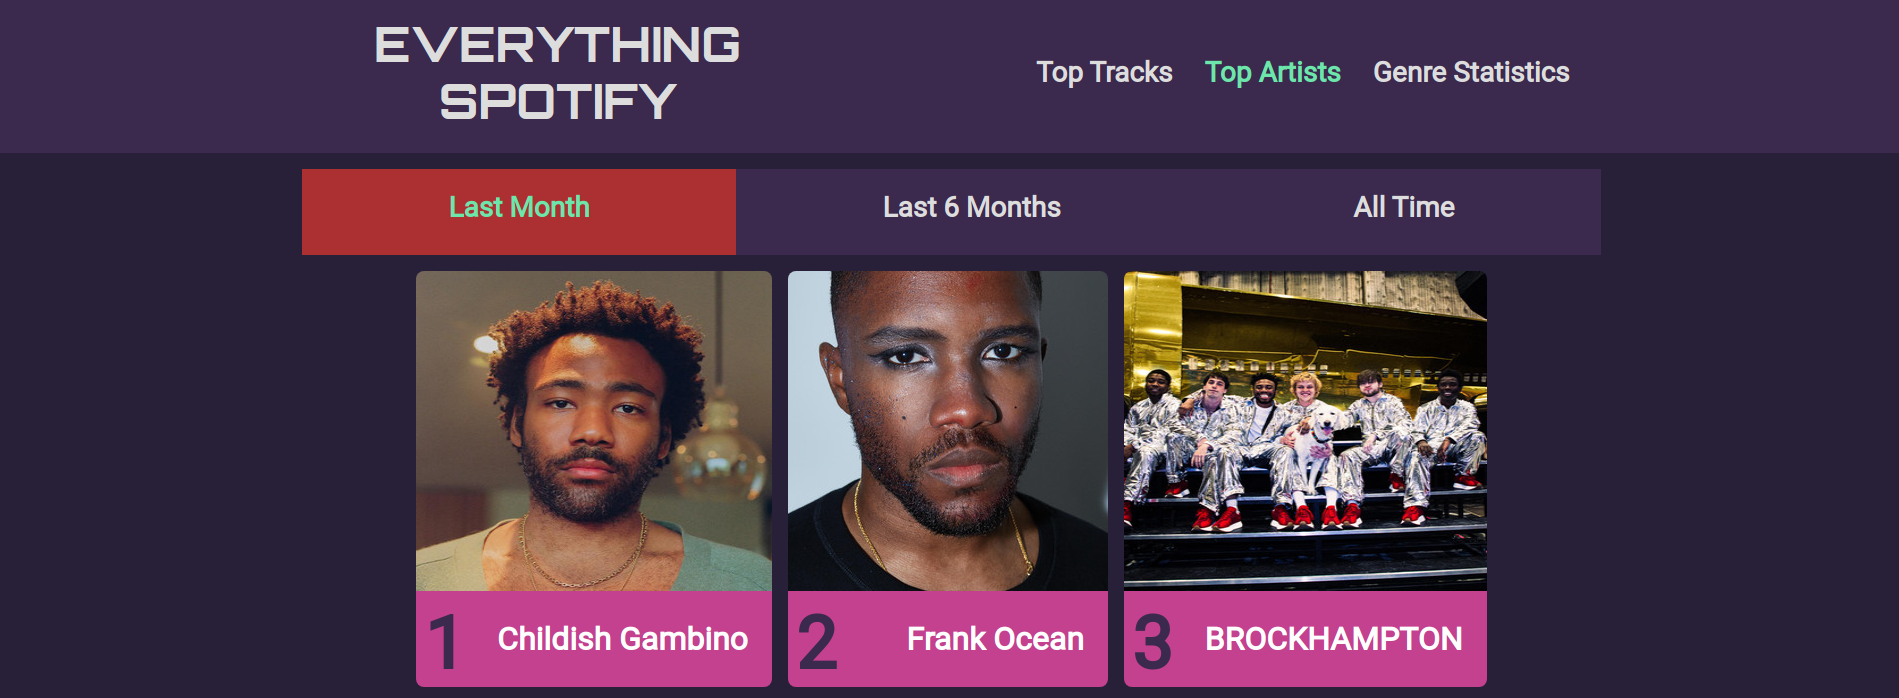 EVERYTHING
SPOTIFY
Top Tracks Top Artists Genre Statistics
Last Month Last 6 Months All Time
1 Childish Gambino
2 Frank Ocean
3 BROCKHAMPTON